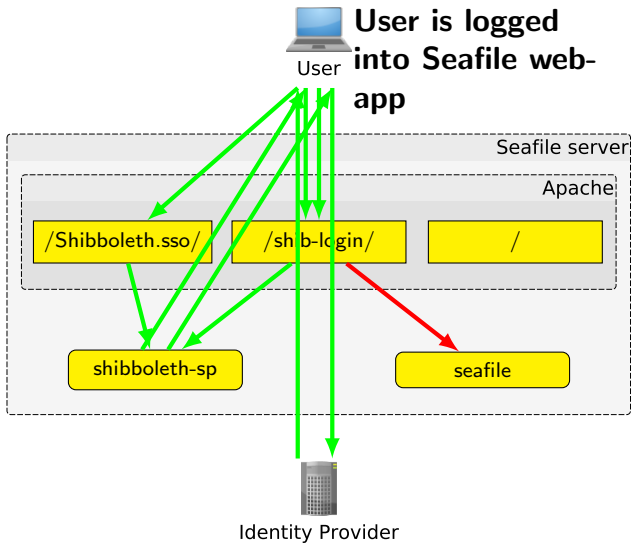 User is logged
into Seafile web-
app
User
Seafile server
Apache
/Shibboleth.sso/
/shib-login/
/
shibboleth-sp
seafile
Identity Provider